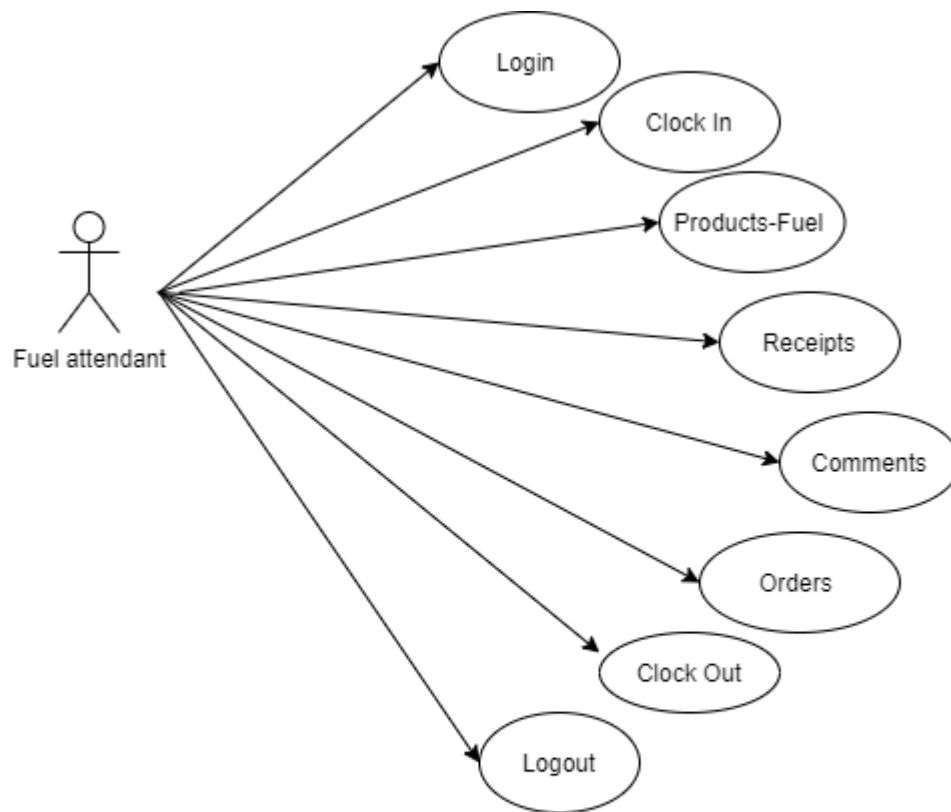 Login
Clock In
Products-Fuel
Fuel attendant
Receipts
Comments
Orders
Clock Out
Logout